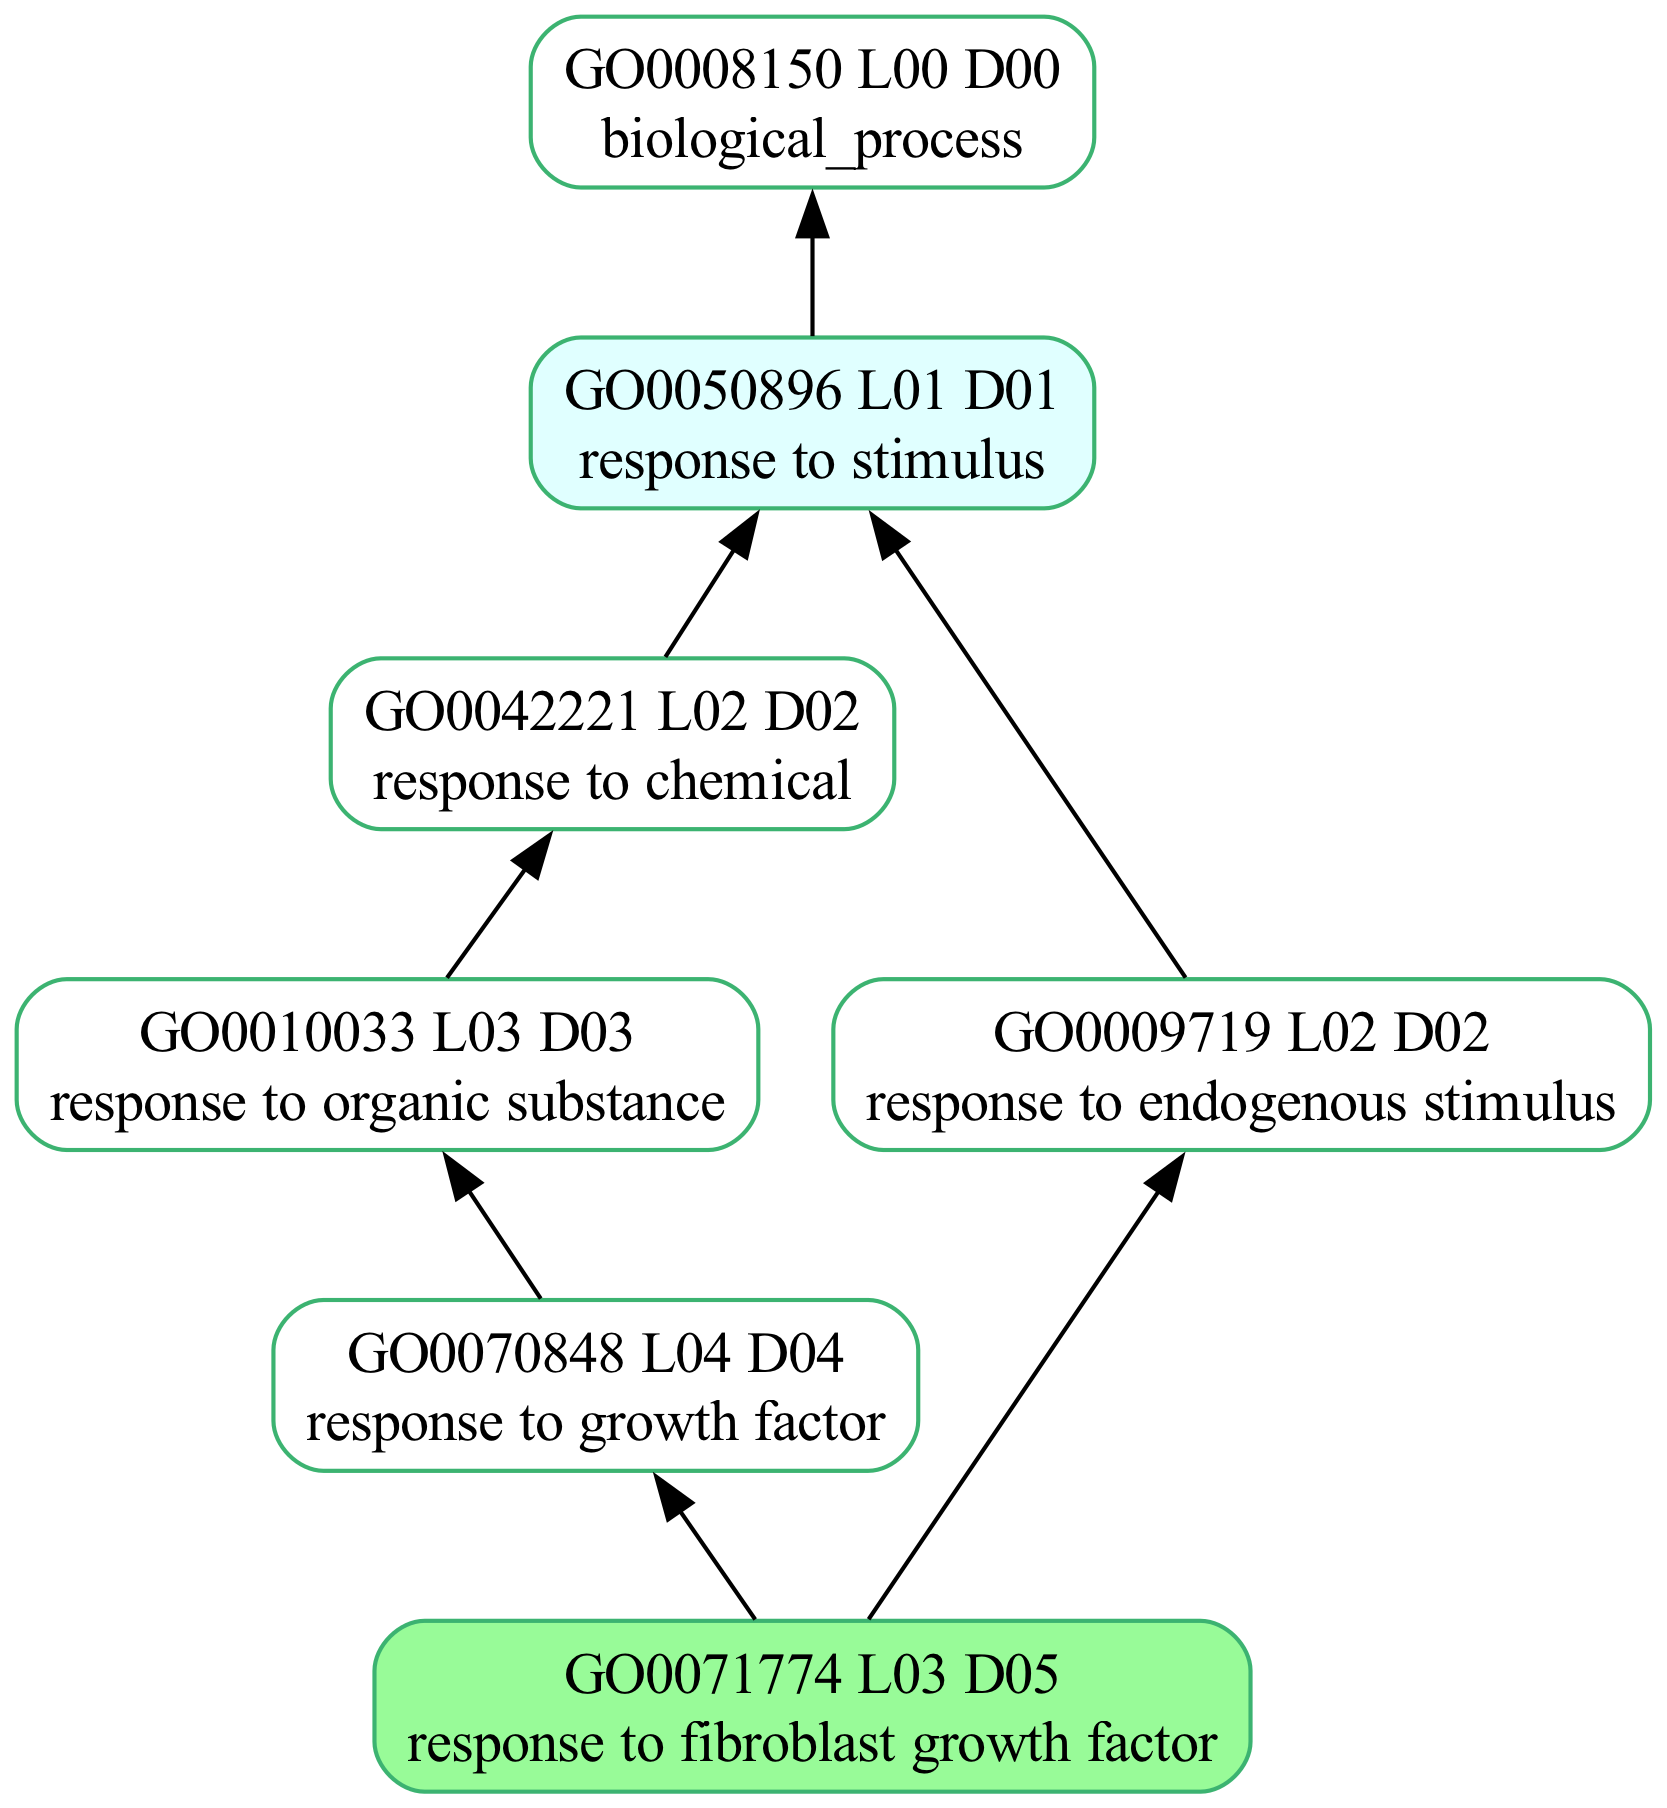 GO0008150 L00 D00
biological_process
GO0050896 L01 D01
response to stimulus
GO0042221 L02 D02
response to chemical
GO0010033 L03 D03
response to organic substance
GO0009719 L02 D02
response to endogenous stimulus
GO0070848 L04 D04
response to growth factor
GO0071774 L03 D05
response to fibroblast growth factor